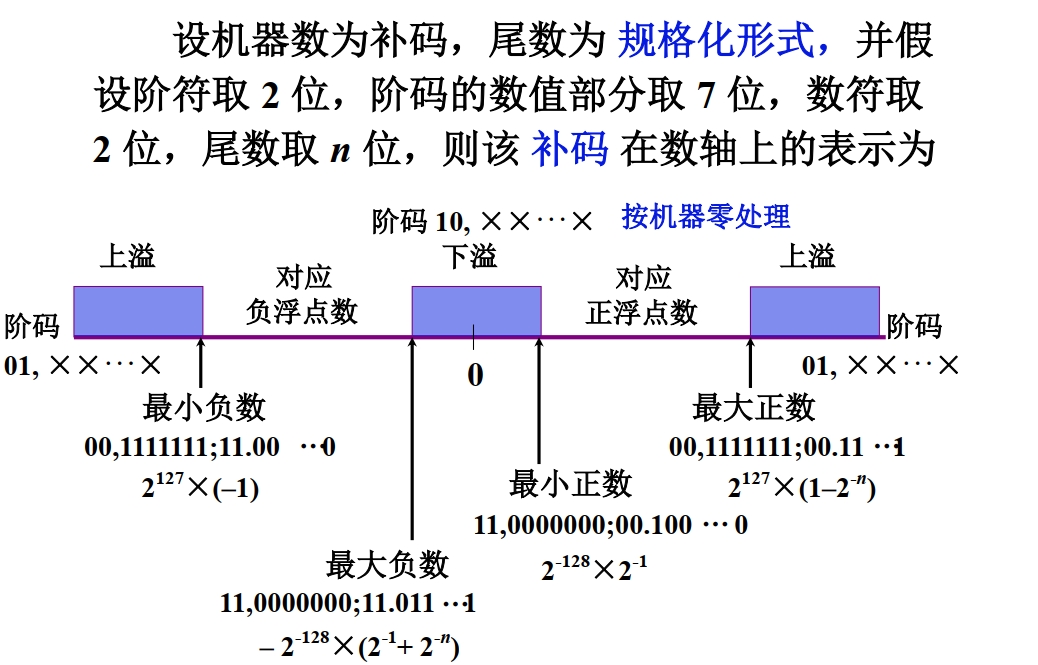 设机器数为补码，尾数为 规格化形式，并假
设阶符取 2 位，阶码的数值部分取 7 位，数符取
2 位，尾数取 n 位，则该 补码 在数轴上的表示为
阶码 10, ××···× 按机器零处理
上溢 下溢 上溢
对应 对应
负浮点数 正浮点数
阶码 阶码
01, ××···× 0 01, ××···×
最小负数 最大正数
00,1111111;11.00 ···0 00,1111111;00.11 ···1
2¹²⁷×(–1) 最小正数 2¹²⁷×(1–2⁻ⁿ)
11,0000000;00.100 ··· 0
最大负数 2⁻¹²⁸×2⁻¹
11,0000000;11.011 ···1
– 2⁻¹²⁸×(2⁻¹+ 2⁻ⁿ)